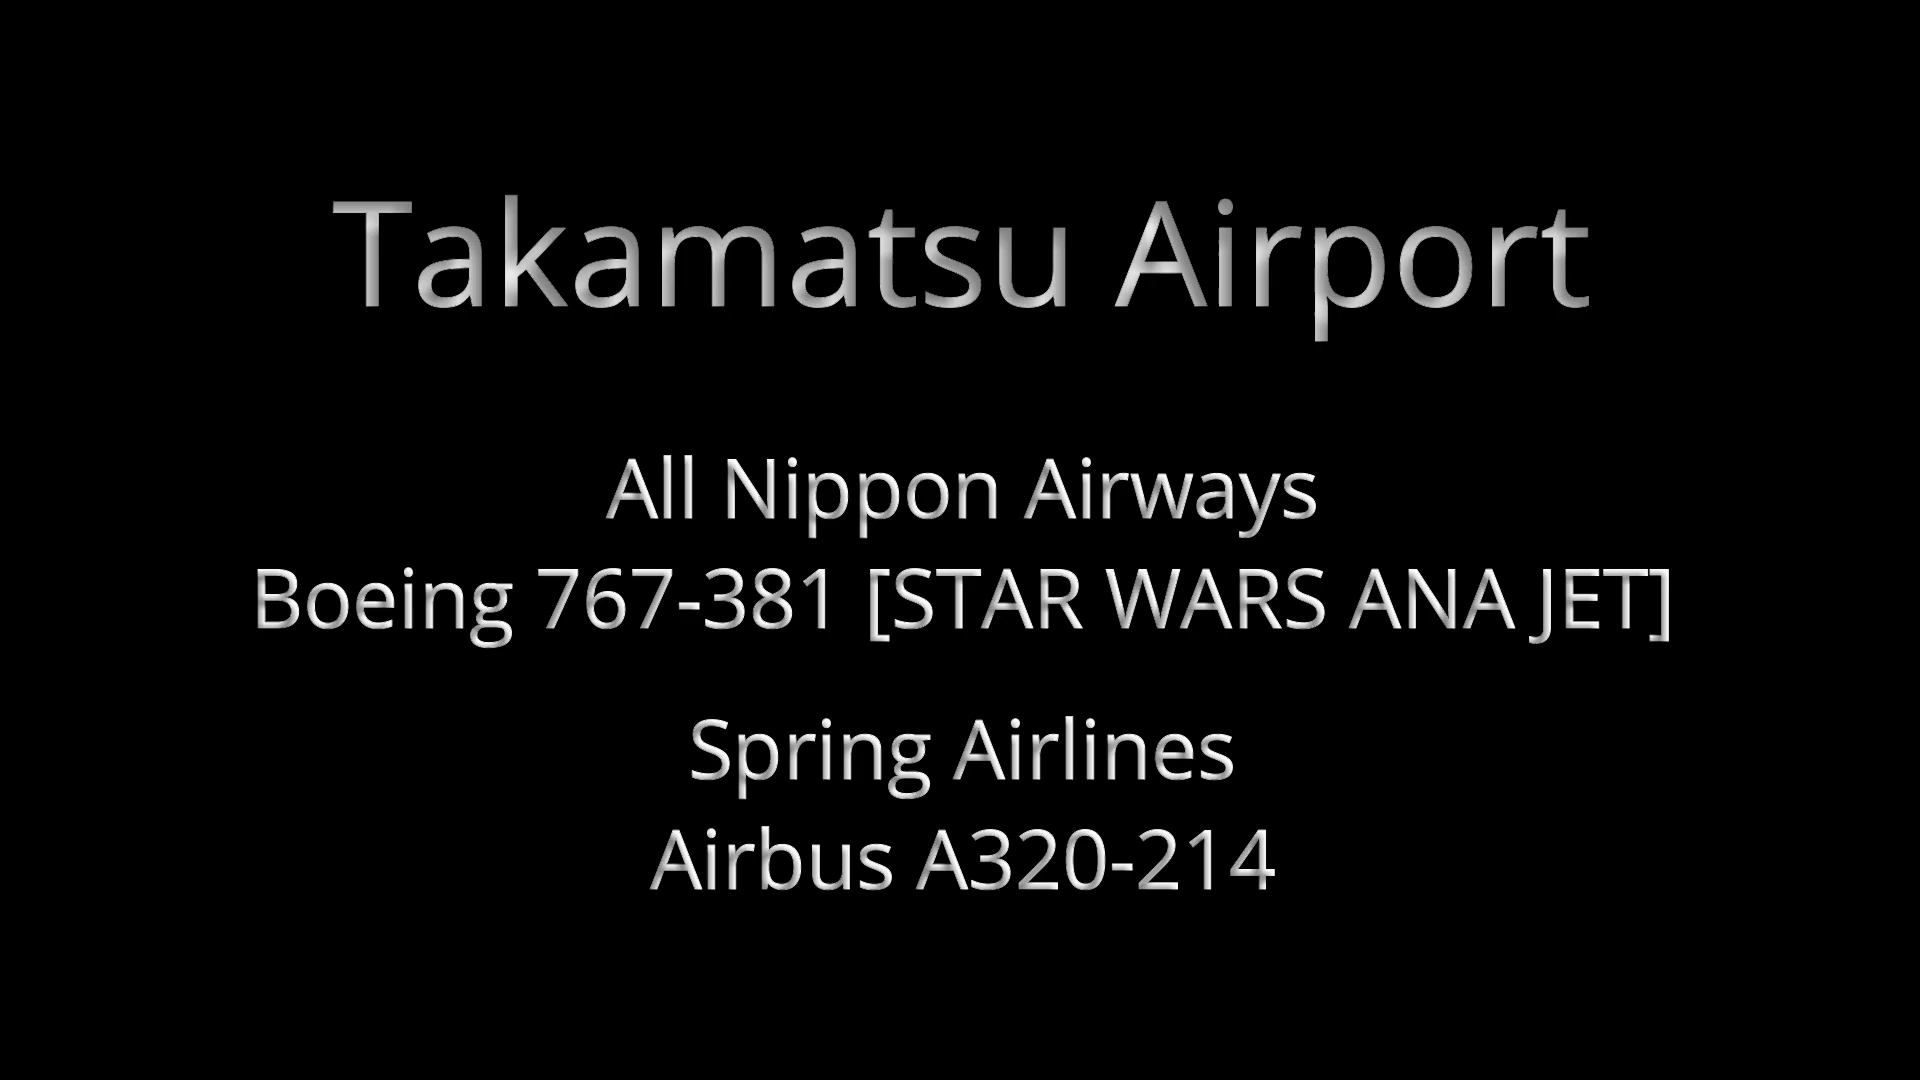 Takamatsu Airport
All Nippon Airways
Boeing 767-381 [STAR WARS ANA JET]
Spring Airlines
Airbus A320-214